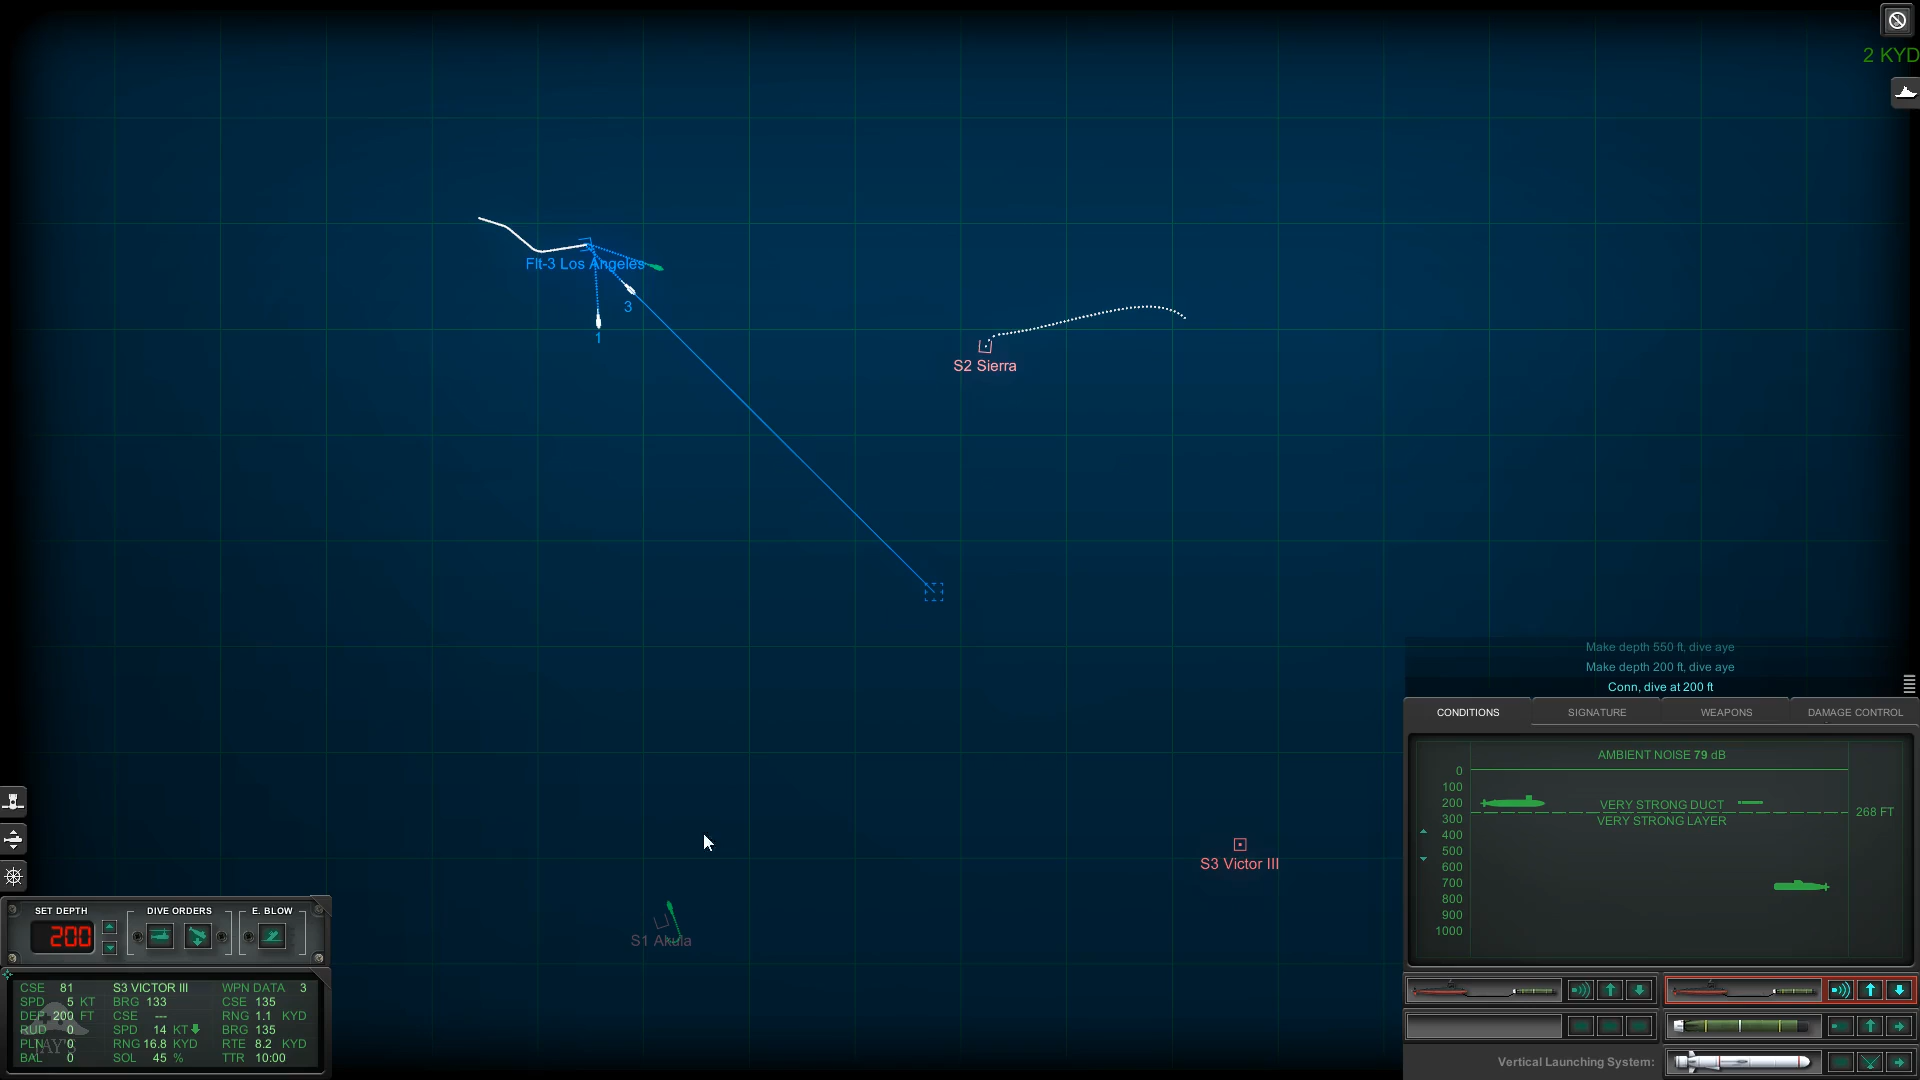 2 KYD
Flt-3 Los Angeles
3
1
S2 Sierra
S3 Victor III
S1 Akula
Make depth 550 ft, dive aye
Make depth 200 ft, dive aye
Conn, dive at 200 ft
CONDITIONS SIGNATURE WEAPONS DAMAGE CONTROL
AMBIENT NOISE 79 dB
0
100
200
300
400
500
600
700
800
900
1000
VERY STRONG DUCT
VERY STRONG LAYER
268 FT
SET DEPTH DIVE ORDERS E. BLOW
200
CSE 81 S3 VICTOR III WPN DATA 3
SPD 5 KT BRG 133 CSE 135
DEP 200 FT CSE --- RNG 1.1 KYD
RUD 0 SPD 14 KT BRG 135
PLN 0 RNG 16.8 KYD RTE 8.2 KYD
BAL 0 SOL 45 % TTR 10:00
JAY'S
Vertical Launching System: